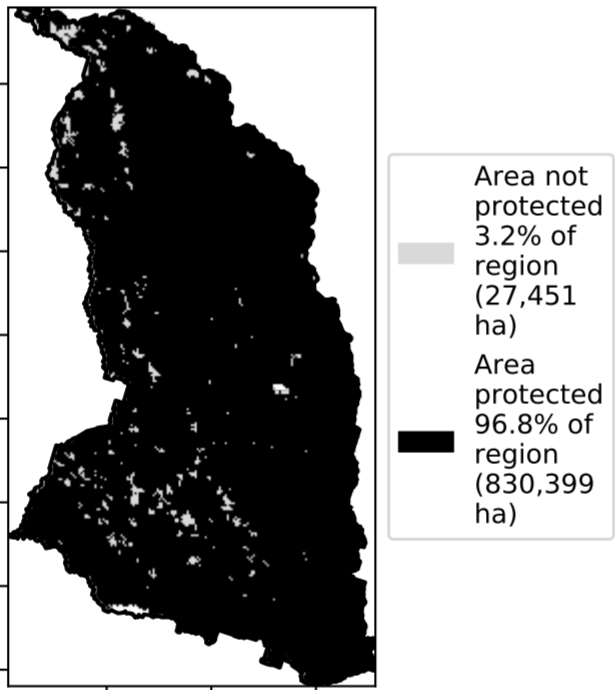 Area not
protected
3.2% of
region
(27,451
ha)
Area
protected
96.8% of
region
(830,399
ha)